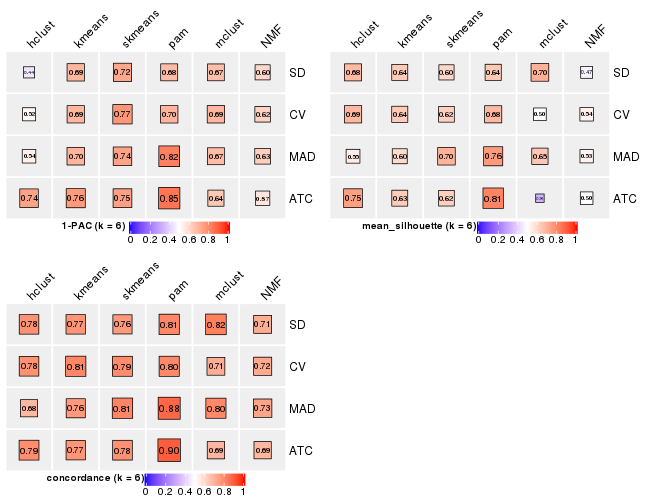 hclust kmeans skmeans pam mclust NMF
0.44 0.69 0.72 0.68 0.67 0.60 SD
0.52 0.69 0.77 0.70 0.69 0.62 CV
0.54 0.70 0.74 0.82 0.67 0.63 MAD
0.74 0.76 0.75 0.85 0.64 0.57 ATC
1-PAC (k = 6)
0 0.2 0.4 0.6 0.8 1
hclust kmeans skmeans pam mclust NMF
0.68 0.64 0.60 0.64 0.70 0.47 SD
0.69 0.64 0.62 0.68 0.50 0.54 CV
0.55 0.60 0.70 0.76 0.65 0.53 MAD
0.75 0.63 0.62 0.81 0.50 ATC
mean_silhouette (k = 6)
0 0.2 0.4 0.6 0.8 1
hclust kmeans skmeans pam mclust NMF
0.78 0.77 0.76 0.81 0.82 0.71 SD
0.78 0.81 0.79 0.80 0.71 0.72 CV
0.68 0.76 0.81 0.88 0.80 0.73 MAD
0.79 0.77 0.78 0.90 0.69 0.69 ATC
concordance (k = 6)
0 0.2 0.4 0.6 0.8 1